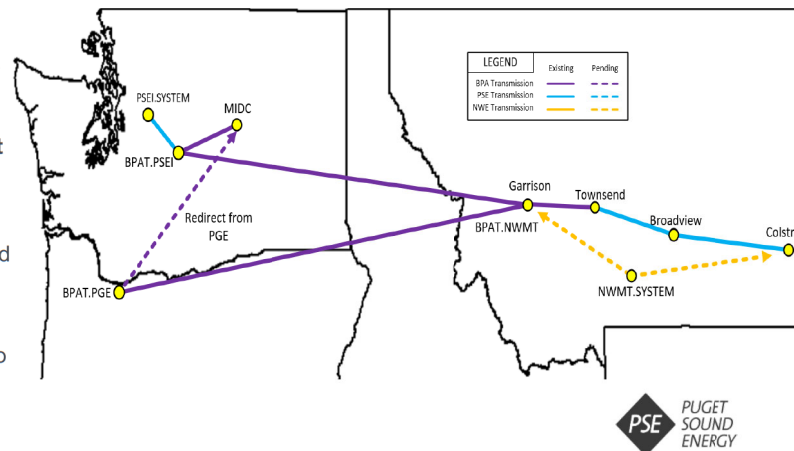 LEGEND
Existing
Pending
BPA Transmission
PSE Transmission
NWE Transmission
PSEI.SYSTEM
MIDC
BPAT.PSEI
Redirect from
PGE
BPAT.PGE
Garrison
BPAT.NWMT
Townsend
Broadview
Colstr
NWMT.SYSTEM
t
d
o
PSE
PUGET
SOUND
ENERGY